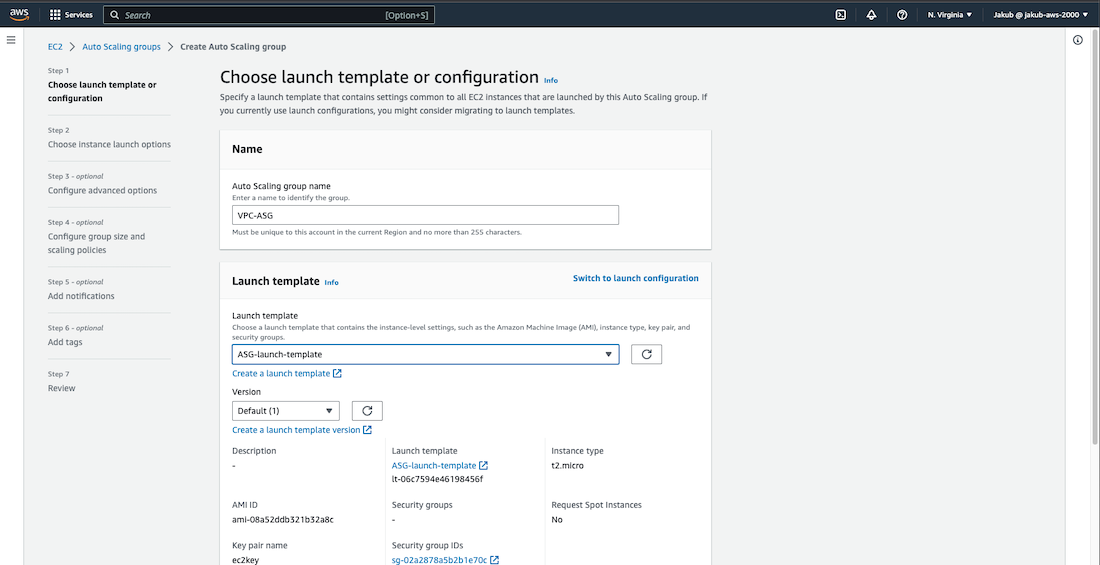 aws
Services
Search
[Option+S]
N. Virginia
Jakub @ jakub-aws-2000
EC2
Auto Scaling groups
Create Auto Scaling group
Step 1
Choose launch template or
configuration
Step 2
Choose instance launch options
Step 3 - optional
Configure advanced options
Step 4 - optional
Configure group size and
scaling policies
Step 5 - optional
Add notifications
Step 6 - optional
Add tags
Step 7
Review
Choose launch template or configuration Info
Specify a launch template that contains settings common to all EC2 instances that are launched by this Auto Scaling group. If
you currently use launch configurations, you might consider migrating to launch templates.
Name
Auto Scaling group name
Enter a name to identify the group.
VPC-ASG
Must be unique to this account in the current Region and no more than 255 characters.
Launch template Info
Switch to launch configuration
Launch template
Choose a launch template that contains the instance-level settings, such as the Amazon Machine Image (AMI), instance type, key pair, and
security groups.
ASG-launch-template
Create a launch template
Version
Default (1)
Create a launch template version
Description
-
Launch template
ASG-launch-template
lt-06c7594e46198456f
Instance type
t2.micro
AMI ID
ami-08a52ddb321b32a8c
Security groups
-
Request Spot Instances
No
Key pair name
ec2key
Security group IDs
sg-02a2878a5b2b1e70c